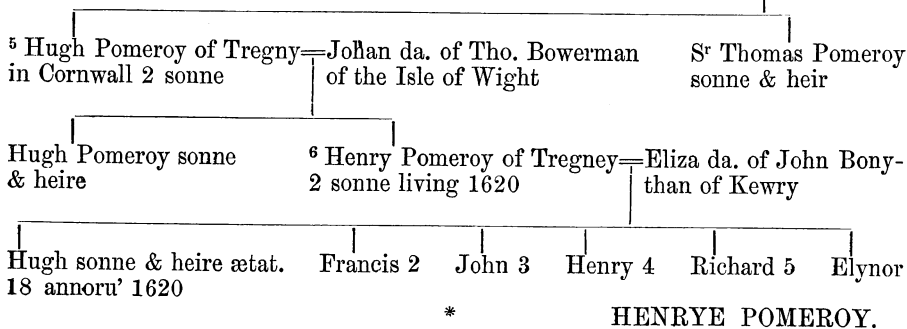 ⁵ Hugh Pomeroy of Tregny=Johan da. of Tho. Bowerman
in Cornwall 2 sonne
of the Isle of Wight
Sʳ Thomas Pomeroy
sonne & heir
Hugh Pomeroy sonne
& heire
⁶ Henry Pomeroy of Tregney=Eliza da. of John Bony-
2 sonne living 1620
than of Kewry
Hugh sonne & heire ætat.
18 annoru' 1620
Francis 2
John 3
Henry 4
Richard 5
Elynor
*
HENRYE POMEROY.